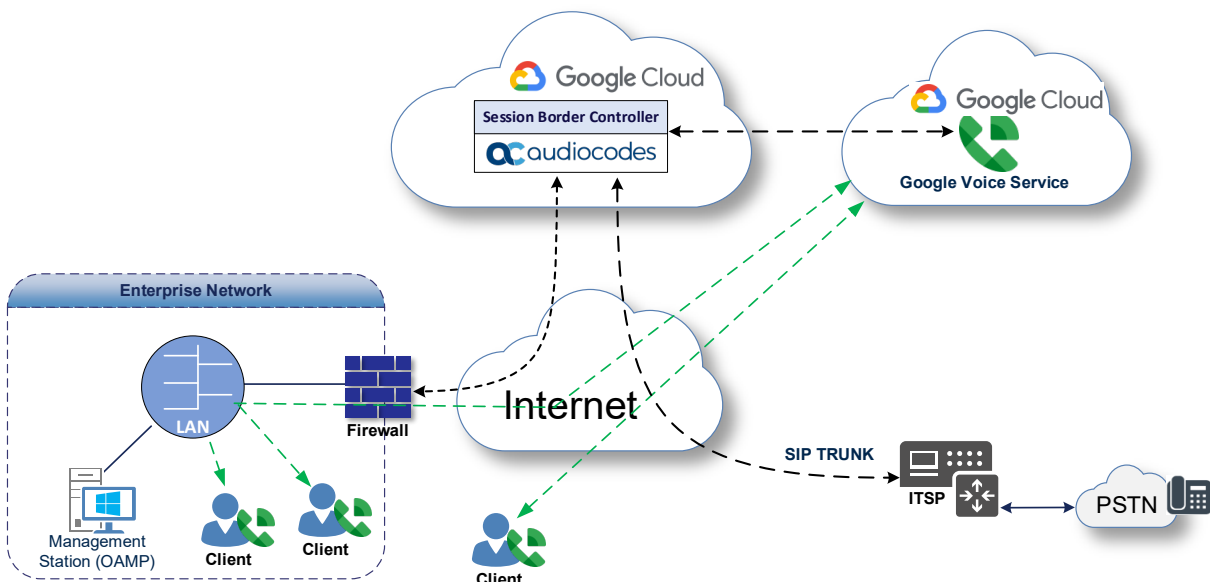 Google Cloud
Session Border Controller
audiocodes
Google Cloud
Google Voice Service
Enterprise Network
LAN
Firewall
Internet
SIP TRUNK
ITSP
PSTN
Management
Station (OAMP)
Client
Client
Client